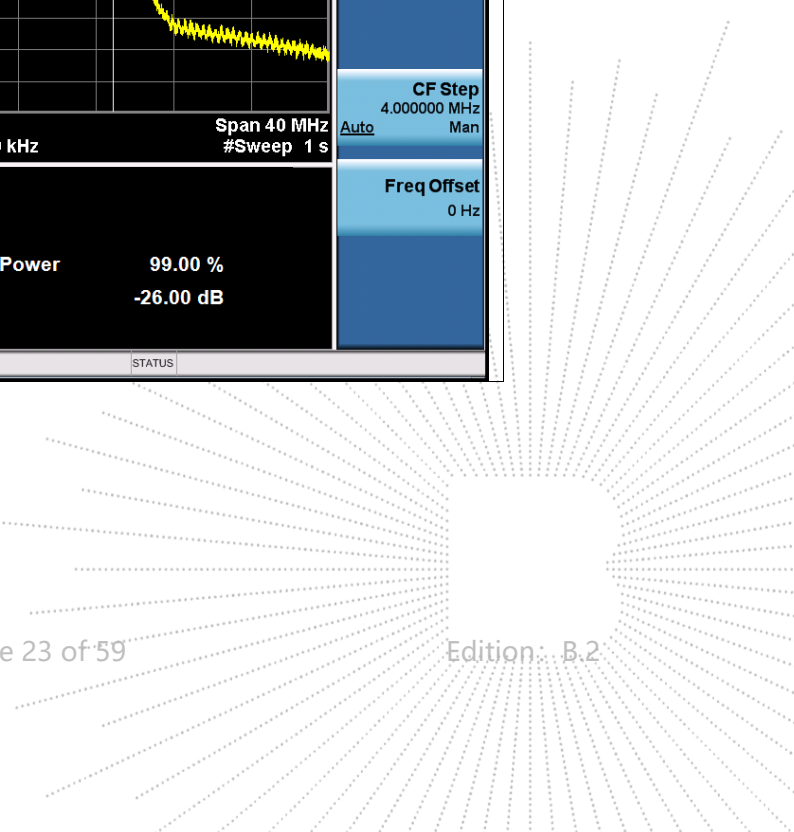 CF Step
4.000000 MHz
Auto Man
Span 40 MHz
kHz #Sweep 1 s
Freq Offset
0 Hz
Power 99.00 %
-26.00 dB
STATUS
e 23 of 59 Edition: B.2